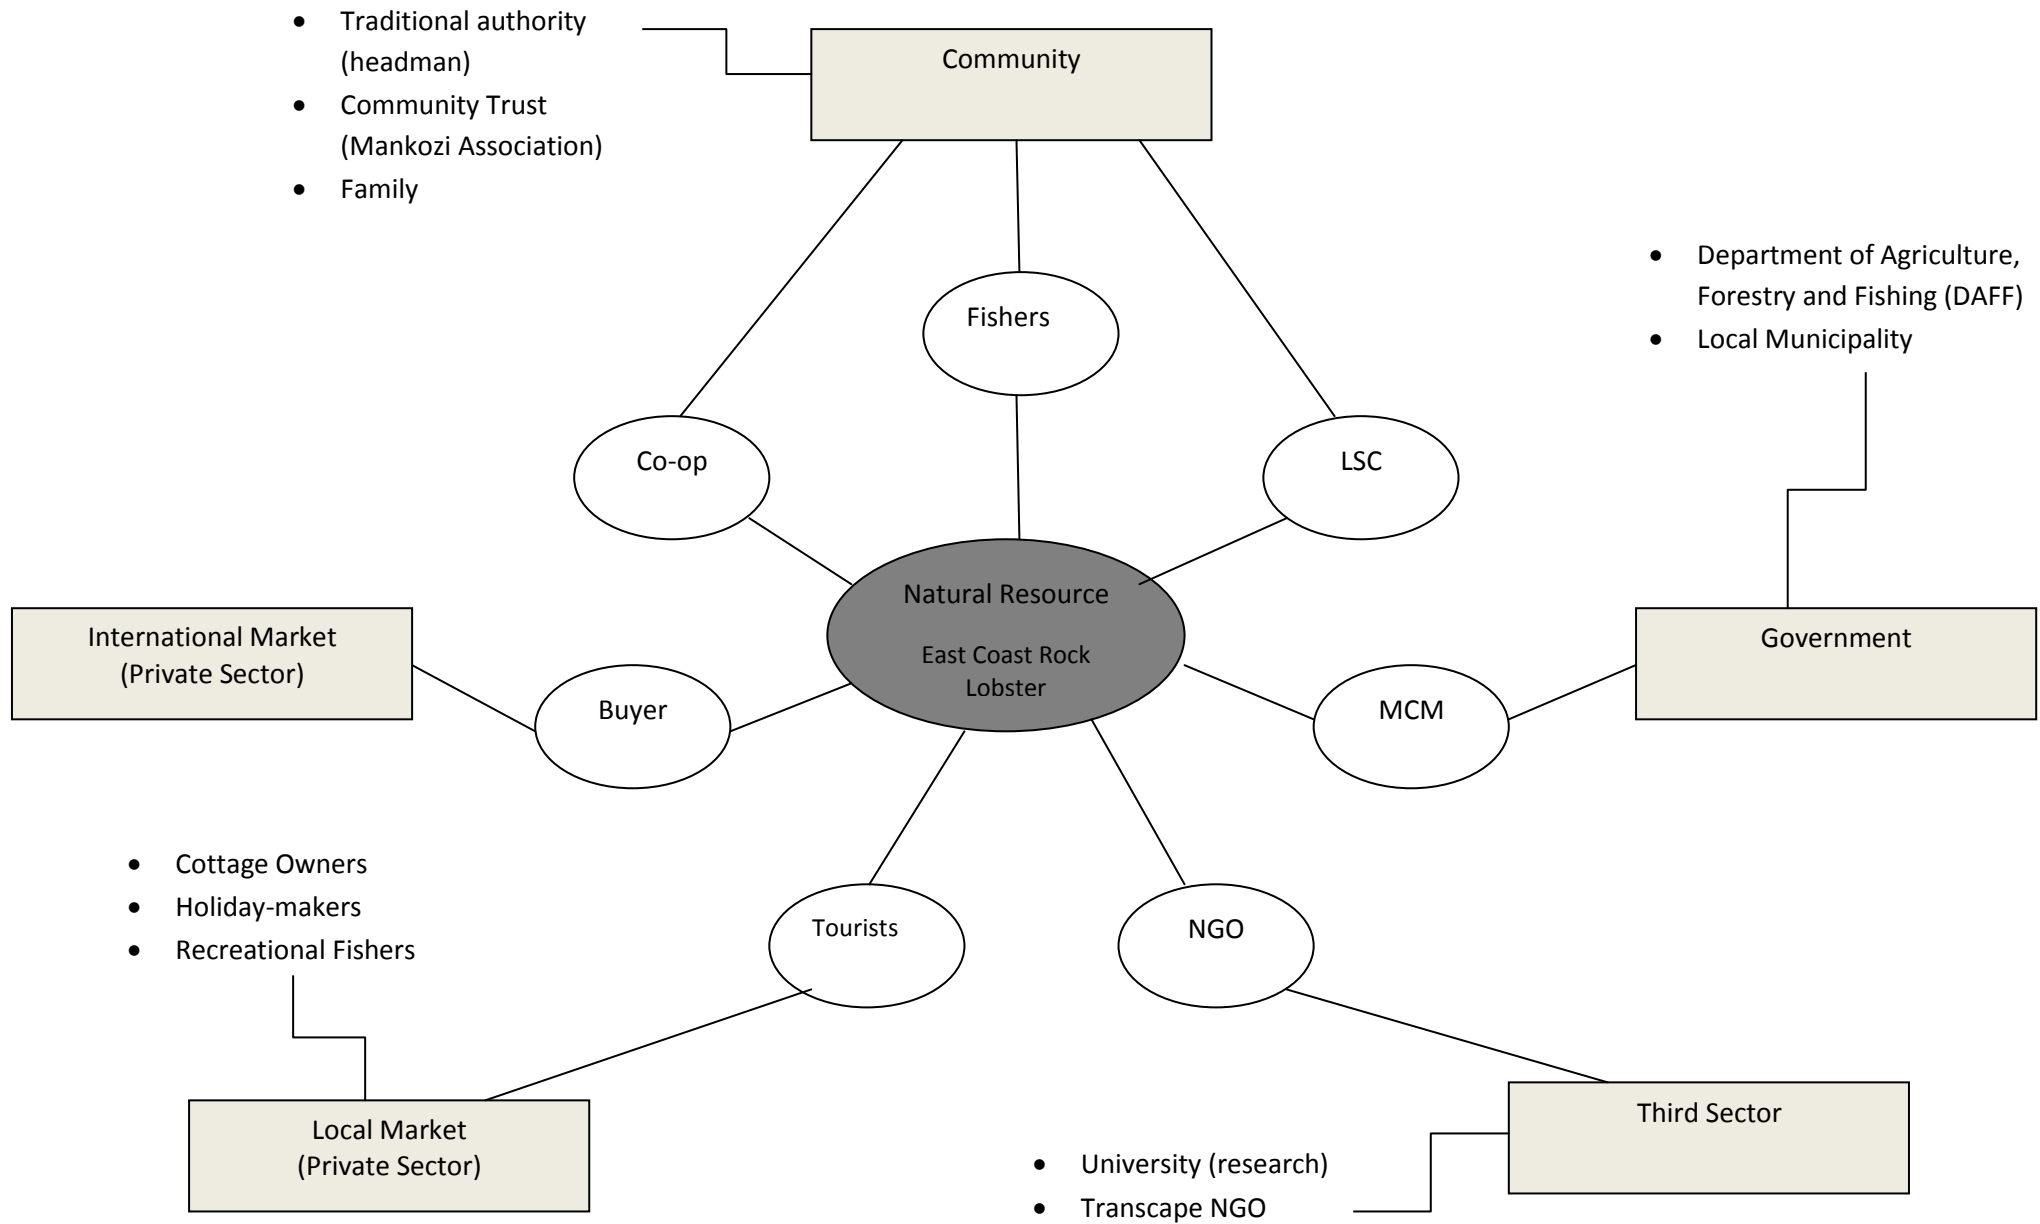 • Traditional authority
(headman)
• Community Trust
(Mankozi Association)
• Family
Community
• Department of Agriculture,
Forestry and Fishing (DAFF)
• Local Municipality
Fishers
Co-op
LSC
Natural Resource
East Coast Rock
Lobster
International Market
(Private Sector)
Government
Buyer
MCM
• Cottage Owners
• Holiday-makers
• Recreational Fishers
Tourists
NGO
Local Market
(Private Sector)
Third Sector
• University (research)
• Transcape NGO